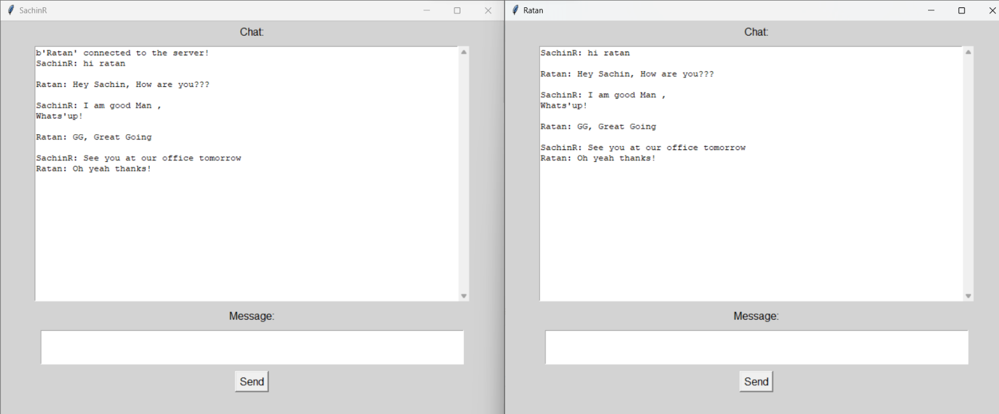 SachinR
Chat:
b'Ratan' connected to the server!
SachinR: hi ratan
Ratan: Hey Sachin, How are you???
SachinR: I am good Man ,
Whats'up!
Ratan: GG, Great Going
SachinR: See you at our office tomorrow
Ratan: Oh yeah thanks!
Message:
Send
Ratan
Chat:
SachinR: hi ratan
Ratan: Hey Sachin, How are you???
SachinR: I am good Man ,
Whats'up!
Ratan: GG, Great Going
SachinR: See you at our office tomorrow
Ratan: Oh yeah thanks!
Message:
Send